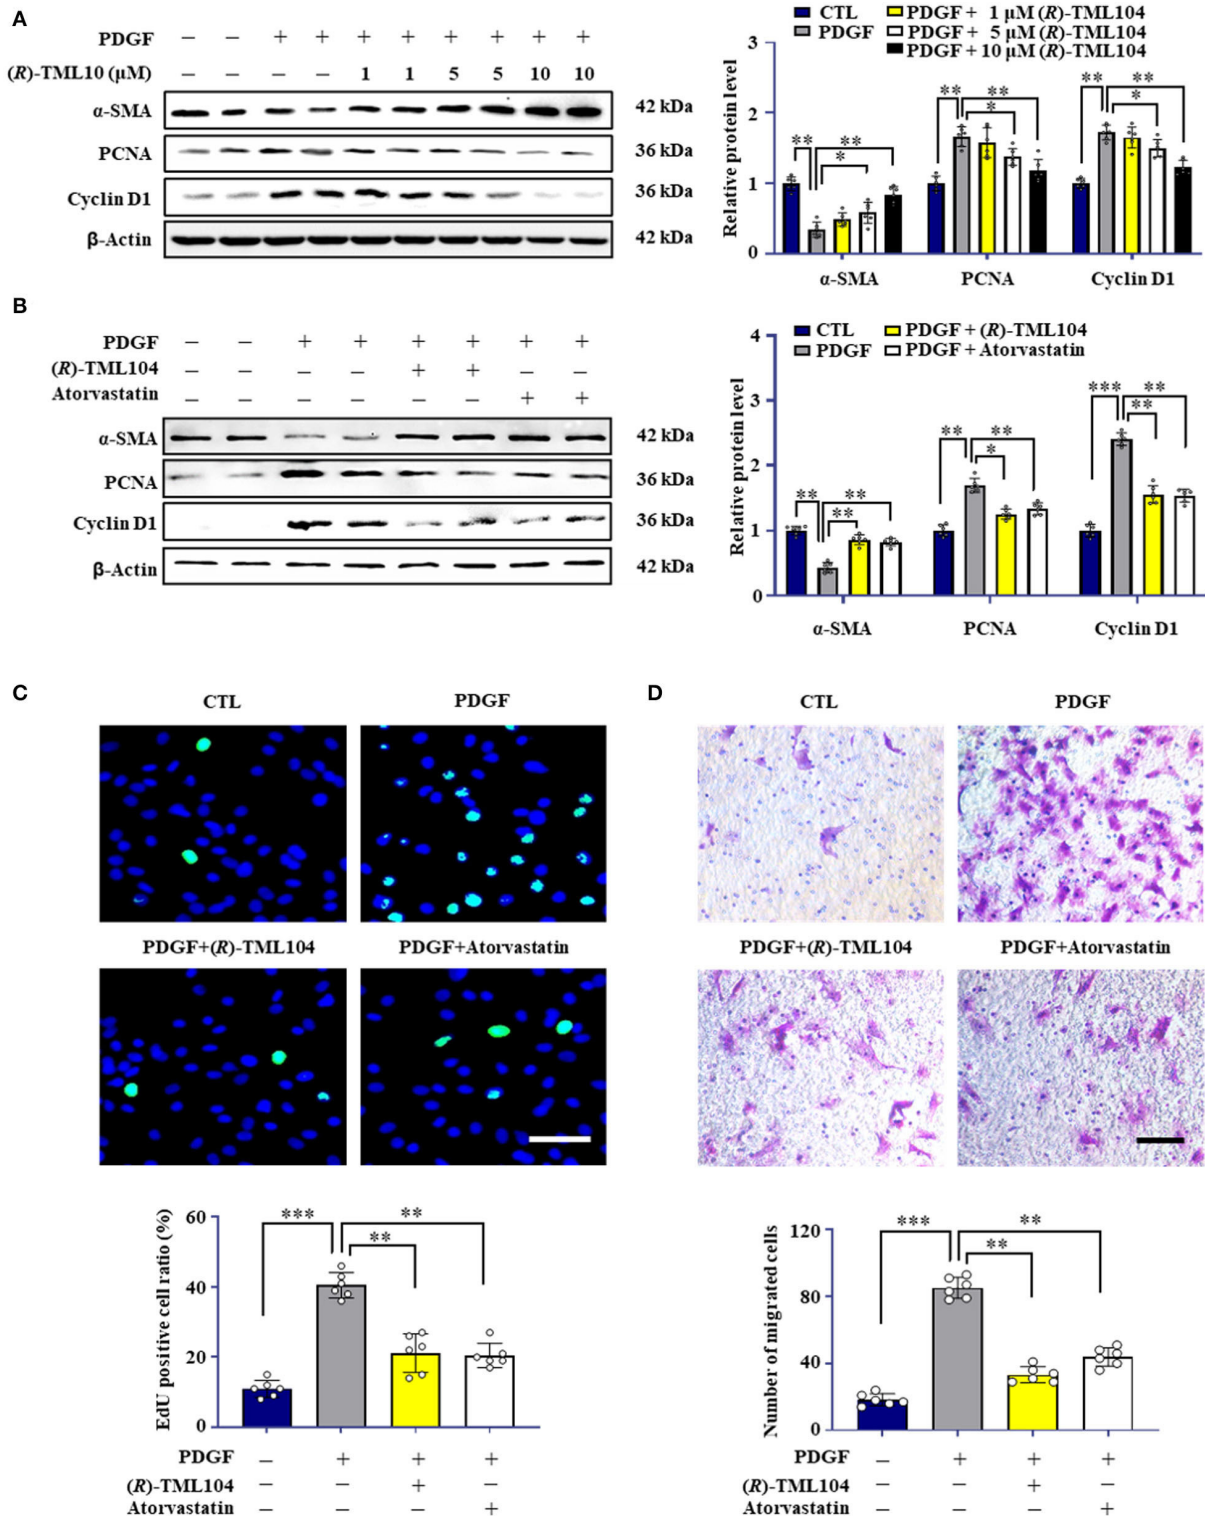 A
PDGF − − + + + + + + + +
(R)-TML10 (μM) − − − − 1 1 5 5 10 10
α-SMA 42 kDa
PCNA 36 kDa
Cyclin D1 36 kDa
β-Actin 42 kDa
CTL PDGF + 1 μM (R)-TML104
PDGF PDGF + 5 μM (R)-TML104
PDGF + 10 μM (R)-TML104
Relative protein level
3
2
1
0
** ** *
** ** *
** ** *
α-SMA PCNA Cyclin D1
B
PDGF − − + + + + + +
(R)-TML104 − − − − + + − −
Atorvastatin − − − − − − + +
α-SMA 42 kDa
PCNA 36 kDa
Cyclin D1 36 kDa
β-Actin 42 kDa
CTL PDGF + (R)-TML104
PDGF PDGF + Atorvastatin
Relative protein level
4
3
2
1
0
** ** **
** ** *
*** ** **
α-SMA PCNA Cyclin D1
C
CTL PDGF
PDGF+(R)-TML104 PDGF+Atorvastatin
EdU positive cell ratio (%)
60
40
20
0
*** ** **
PDGF − + + +
(R)-TML104 − − + −
Atorvastatin − − − +
D
CTL PDGF
PDGF+(R)-TML104 PDGF+Atorvastatin
Number of migrated cells
120
80
40
0
*** ** **
PDGF − + + +
(R)-TML104 − − + −
Atorvastatin − − − +